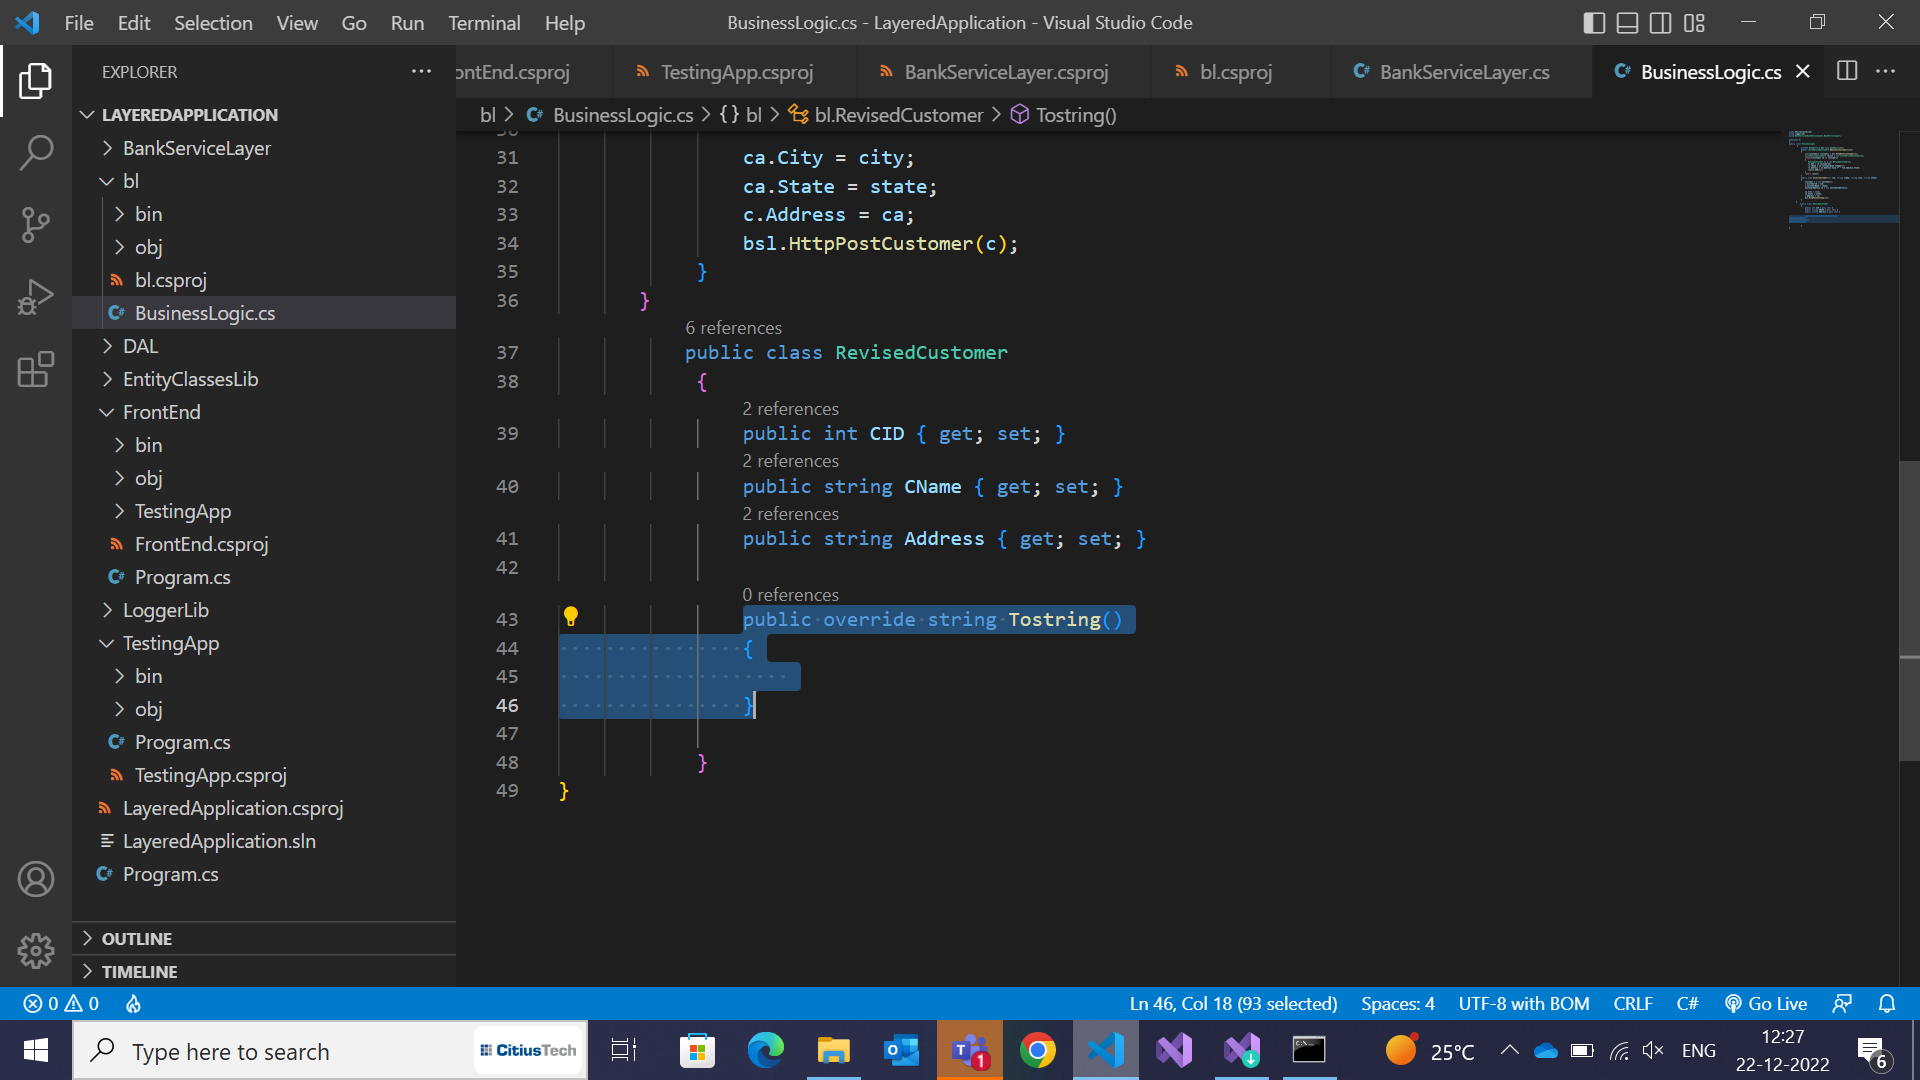 File Edit Selection View Go Run Terminal Help
BusinessLogic.cs - LayeredApplication - Visual Studio Code
EXPLORER
ontEnd.csproj TestingApp.csproj BankServiceLayer.csproj bl.csproj BankServiceLayer.cs BusinessLogic.cs
bl > BusinessLogic.cs > {} bl > bl.RevisedCustomer > Tostring()
LAYEREDAPPLICATION
BankServiceLayer
bl
bin
obj
bl.csproj
BusinessLogic.cs
DAL
EntityClassesLib
FrontEnd
bin
obj
TestingApp
FrontEnd.csproj
Program.cs
LoggerLib
TestingApp
bin
obj
Program.cs
TestingApp.csproj
LayeredApplication.csproj
LayeredApplication.sln
Program.cs
OUTLINE
TIMELINE
31 ca.City = city;
32 ca.State = state;
33 c.Address = ca;
34 bsl.HttpPostCustomer(c);
35 }
36 }
6 references
37 public class RevisedCustomer
38 {
2 references
39 public int CID { get; set; }
2 references
40 public string CName { get; set; }
2 references
41 public string Address { get; set; }
42
0 references
43 public override string Tostring()
44 {
45
46 }
47
48 }
49 }
0 0
Ln 46, Col 18 (93 selected) Spaces: 4 UTF-8 with BOM CRLF C# Go Live
Type here to search
CitiusTech
1
25°C
ENG
12:27
22-12-2022
6